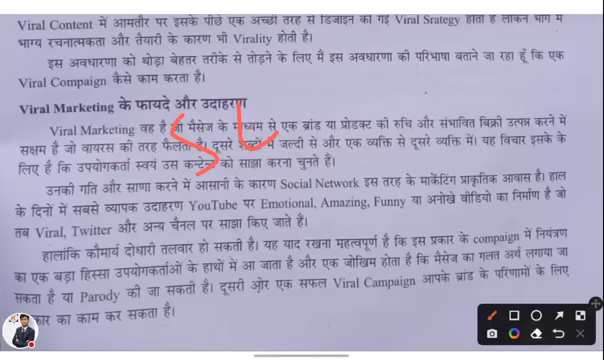 Viral Content में आमतौर पर इसके पीछे एक अच्छी तरह से डिजाइन की गई Viral Srategy होता है लेकिन भाग में
भाग्य रचनात्मकता और तैयारी के कारण भी Virality होती है।
इस अवधारणा को थोड़ा बेहतर तरीके से तोड़ने के लिए मैं इस अवधारणा की परिभाषा बताने जा रहा हूँ कि एक
Viral Compaign कैसे काम करता है।
Viral Marketing के फायदे और उदाहरण
Viral Marketing वह है जो मैसेज के माध्यम से एक ब्रांड या प्रोडक्ट की रुचि और संभावित बिक्री उत्पन्न करने में
सक्षम है जो वायरस की तरह फैलता है। दूसरे शब्दों में जल्दी से और एक व्यक्ति से दूसरे व्यक्ति में। यह विचार इसके के
लिए है कि उपयोगकर्ता स्वयं उस कन्टेन्ट को साझा करना चुनते हैं।
उनकी गति और साणा करने में आसानी के कारण Social Network इस तरह के मार्केटिंग प्राकृतिक आवास है। हाल
के दिनों में सबसे व्यापक उदाहरण YouTube पर Emotional, Amazing, Funny या अनोखे वीडियो का निर्माण है जो
तब Viral, Twitter और अन्य चैनल पर साझा किए जाते हैं।
हालांकि कौमार्य दोधारी तलवार हो सकती है। यह याद रखना महत्वपूर्ण है कि इस प्रकार के compaign में नियंत्रण
का एक बड़ा हिस्सा उपयोगकर्ताओं के हाथों में आ जाता है और एक जोखिम होता है कि मैसेज का गलत अर्थ लगाया जा
सकता है या Parody की जा सकती है। दूसरी ओर एक सफल Viral Campaign आपके ब्रांड के परिणामों के लिए
कार का काम कर सकता है।